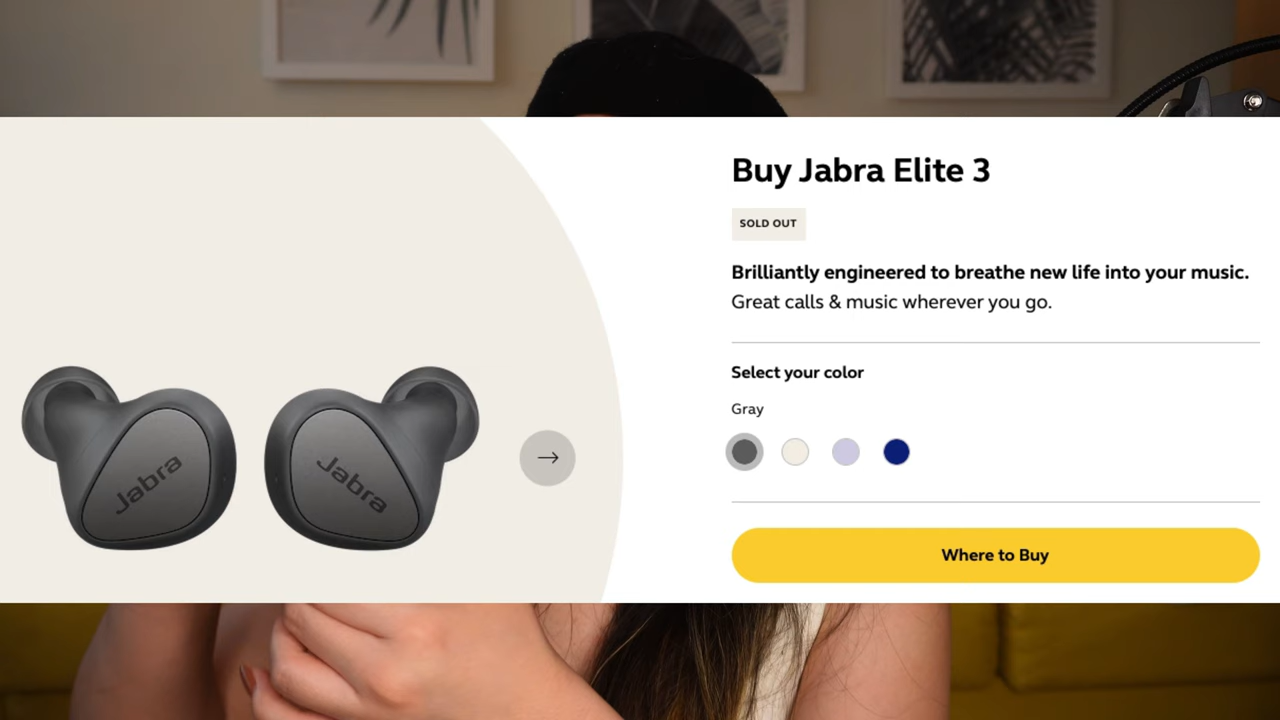 Buy Jabra Elite 3
SOLD OUT
Brilliantly engineered to breathe new life into your music.
Great calls & music wherever you go.
Select your color
Gray
Jabra
Jabra
Where to Buy